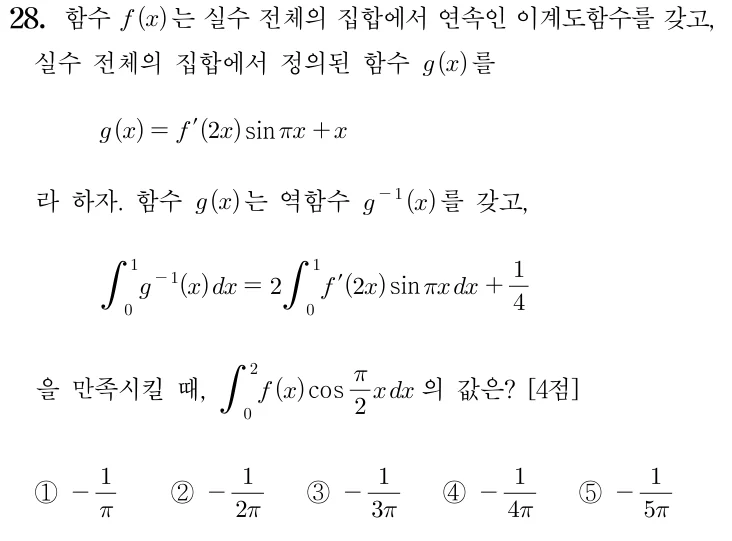 28. 함수 f(x)는 실수 전체의 집합에서 연속인 이계도함수를 갖고,
실수 전체의 집합에서 정의된 함수 g(x)를
g(x) = f′(2x) sin πx + x
라 하자. 함수 g(x)는 역함수 g⁻¹(x)를 갖고,
∫₀¹ g⁻¹(x) dx = 2∫₀¹ f′(2x) sin πx dx + 1/4
을 만족시킬 때, ∫₀² f(x) cos π/2 x dx 의 값은? [4점]
① −1/π ② −1/2π ③ −1/3π ④ −1/4π ⑤ −1/5π